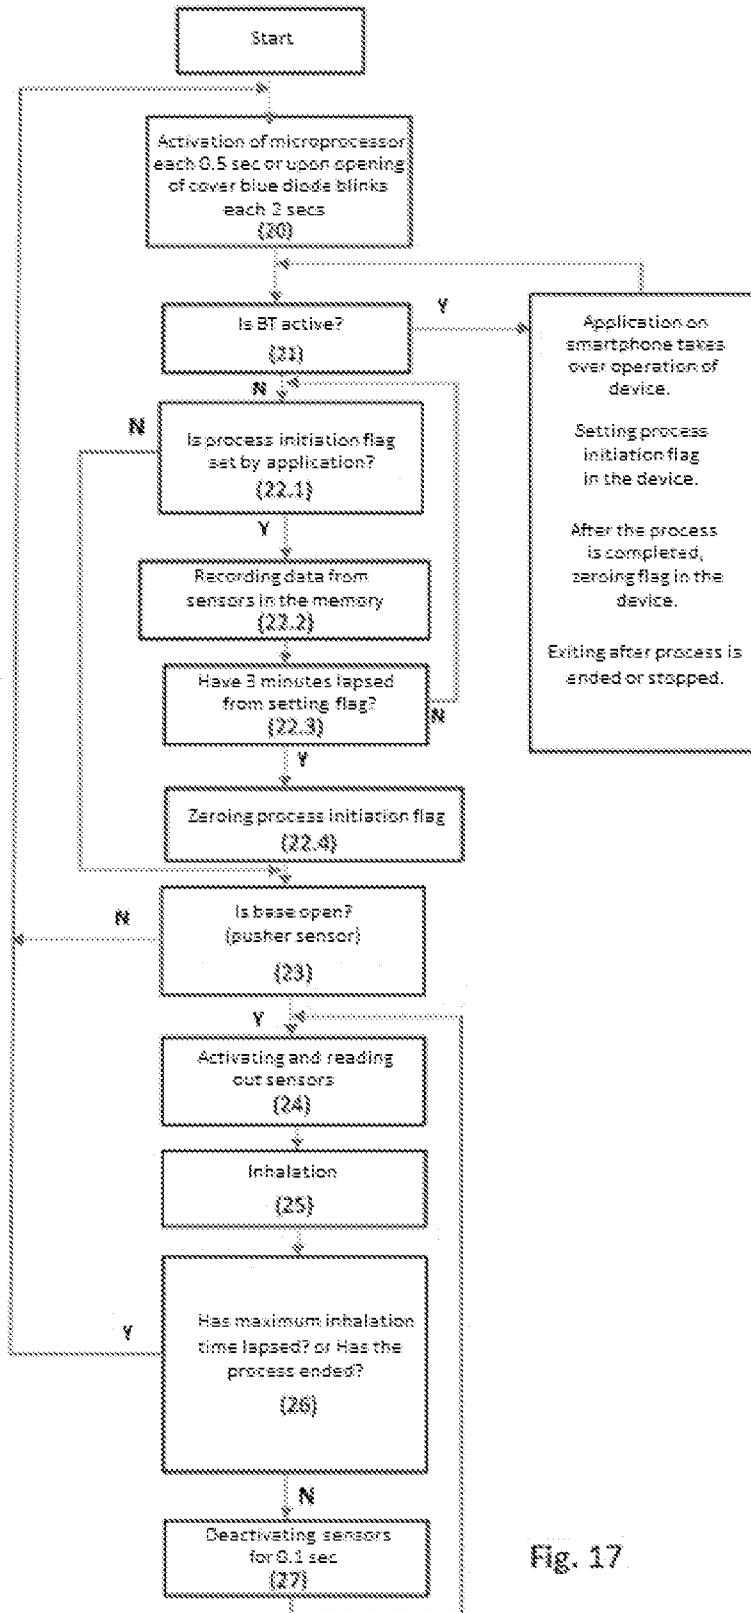 Start
Activation of microprocessor
each 0.5 sec or upon opening
of cover blue diode blinks
each 2 secs
(20)
Is BT active?
(21)
Y
N
Application on
smartphone takes
over operation of
device.
Setting process
initiation flag
in the device.
After the process
is completed,
zeroing flag in the
device.
Exiting after process is
ended or stopped.
N
Is process initiation flag
set by application?
(22.1)
Y
Recording data from
sensors in the memory
(22.2)
Have 3 minutes lapsed
from setting flag?
(22.3)
N
Y
Zeroing process initiation flag
(22.4)
N
Is base open?
(pusher sensor)
(23)
Y
Activating and reading
out sensors
(24)
Inhalation
(25)
Y
Has maximum inhalation
time lapsed? or Has the
process ended?
(26)
N
Deactivating sensors
for 0.1 sec
(27)
Fig. 17